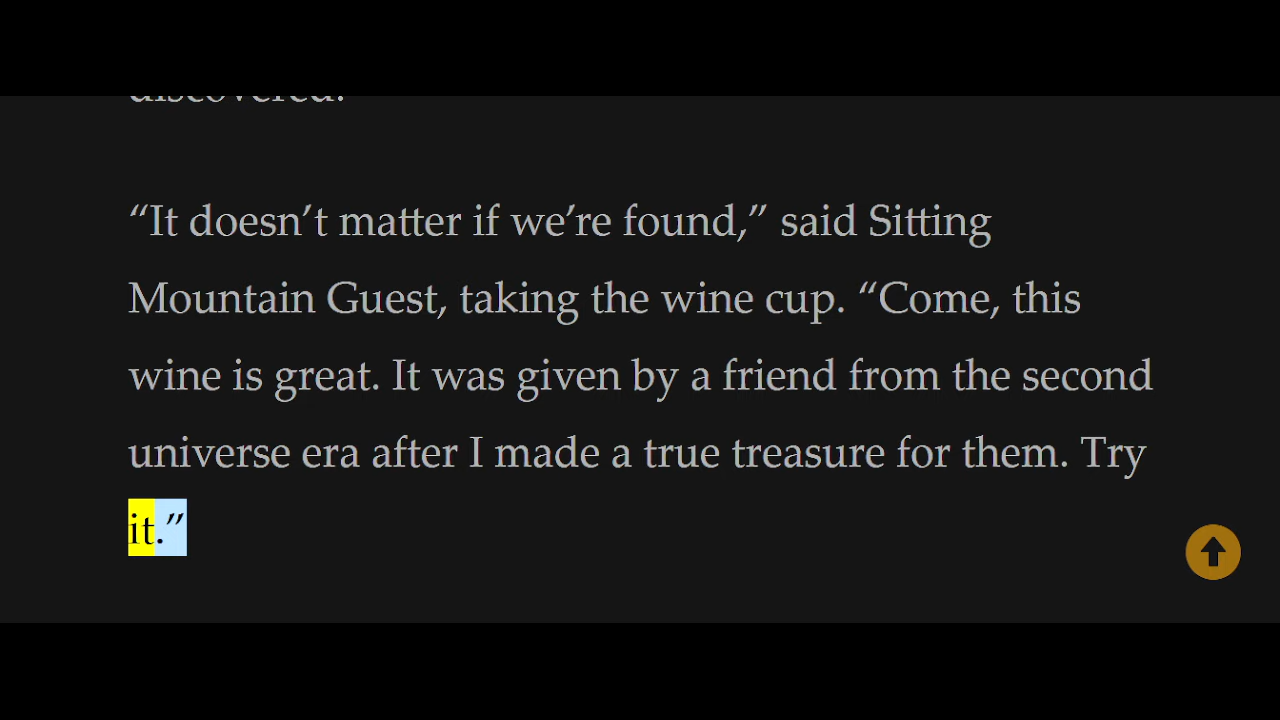 discovered.
“It doesn’t matter if we’re found,” said Sitting
Mountain Guest, taking the wine cup. “Come, this
wine is great. It was given by a friend from the second
universe era after I made a true treasure for them. Try
it.”